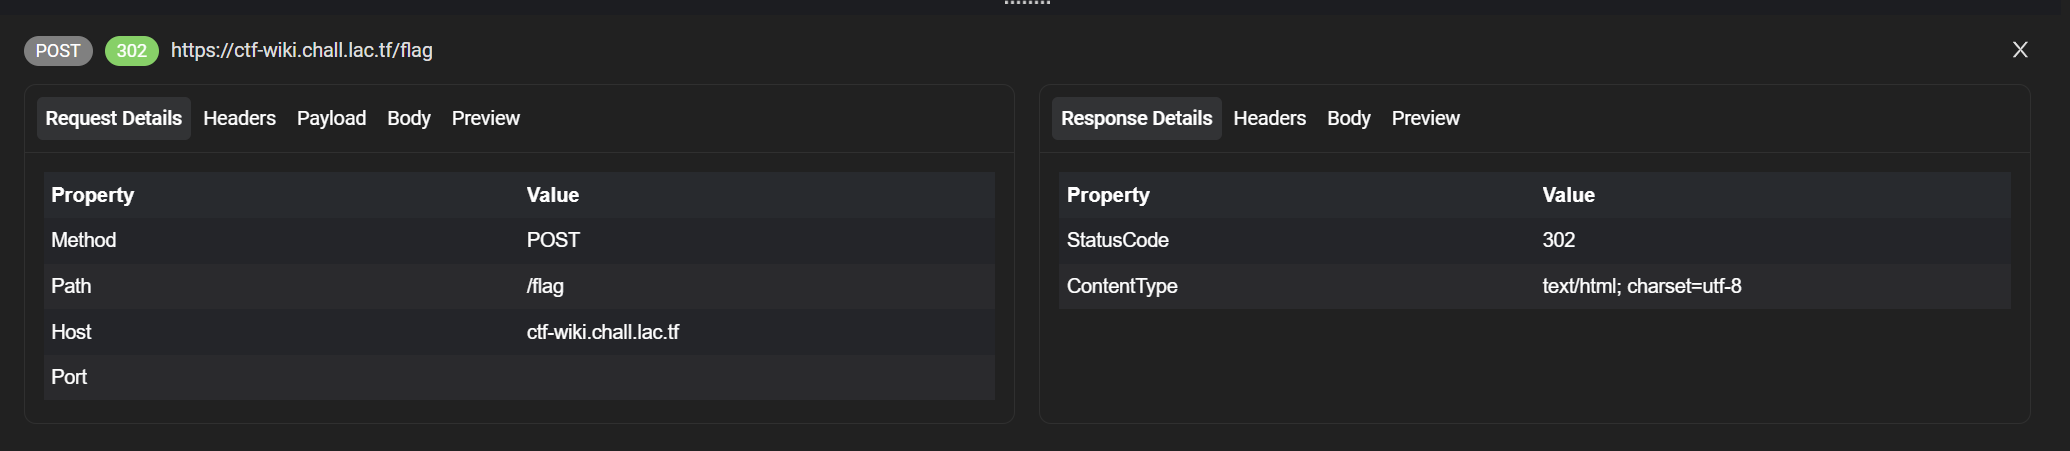 POST 302 https://ctf-wiki.chall.lac.tf/flag X
Request Details Headers Payload Body Preview
Property Value
Method POST
Path /flag
Host ctf-wiki.chall.lac.tf
Port
Response Details Headers Body Preview
Property Value
StatusCode 302
ContentType text/html; charset=utf-8